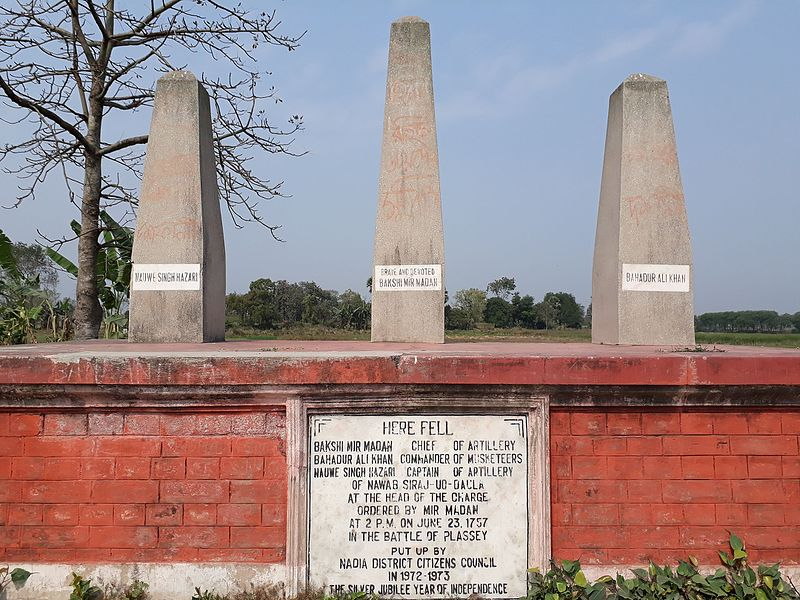 NAUWE SINGH HAZARI
BRAVE AND DEVOTED
BAKSHI MIR MADAN
BAHADUR ALI KHAN
HERE FELL
BAKSHI MIR MADAN CHIEF OF ARTILLERY
BAHADUR ALI KHAN COMMANDER OF MUSKETEERS
NAUWE SINGH HAZARI CAPTAIN OF ARTILLERY
OF NAWAB SIRAJ-UD-DAULA
AT THE HEAD OF THE CHARGE
ORDERED BY MIR MADAN
AT 2 P.M. ON JUNE 23, 1757
IN THE BATTLE OF PLASSEY
PUT UP BY
NADIA DISTRICT CITIZENS COUNCIL
IN 1972-1973
THE SILVER JUBILEE YEAR OF INDEPENDENCE